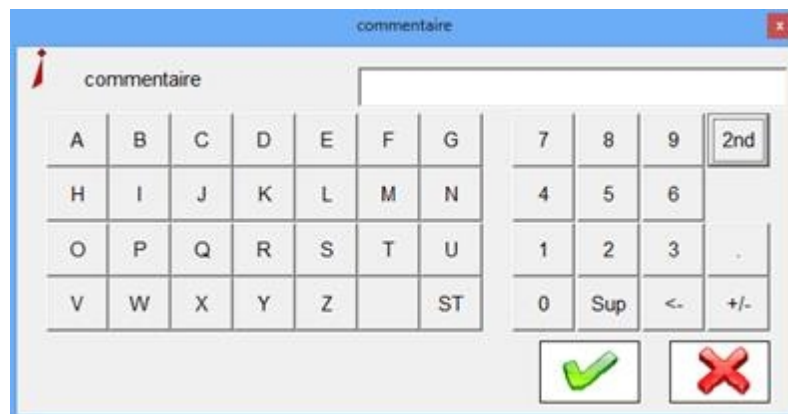 commentaire
x
commentaire
A B C D E F G 7 8 9 2nd
H I J K L M N 4 5 6
O P Q R S T U 1 2 3 .
V W X Y Z ST 0 Sup <- +/-